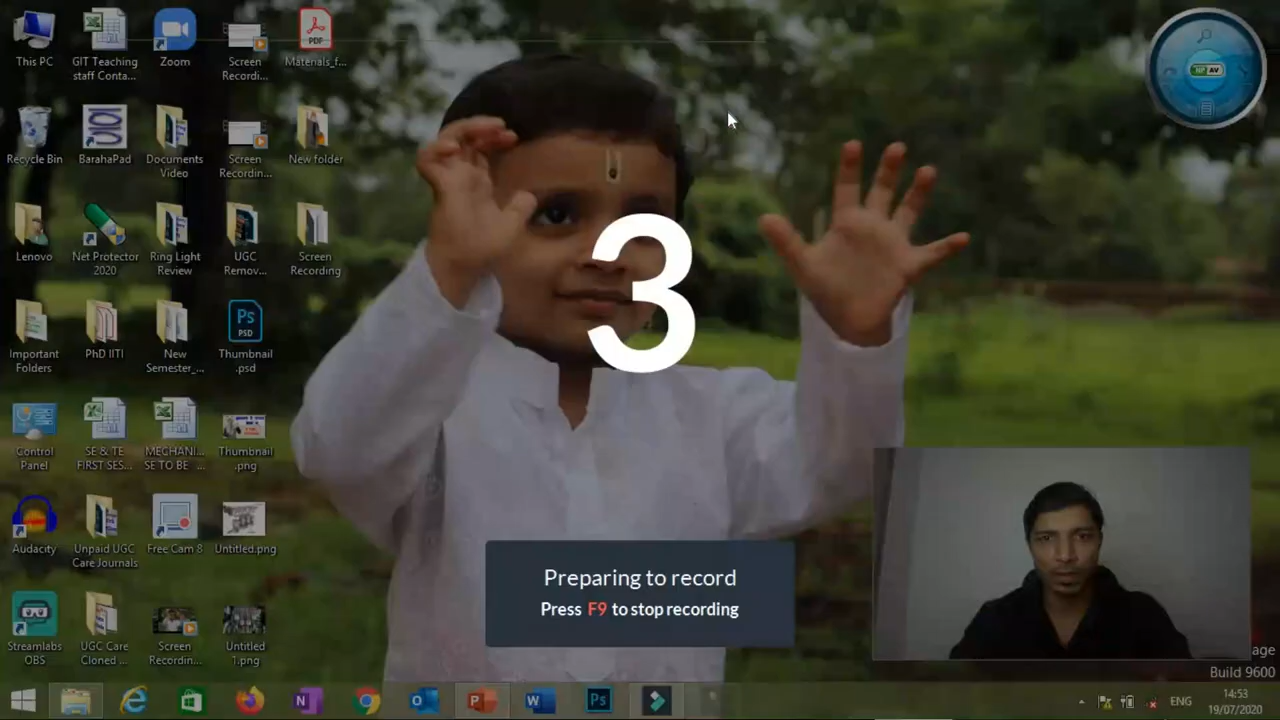 This PC
GIT Teaching
staff Conta...
Zoom
Screen
Recordi...
PDF
Materials_f...
NP AV
Recycle Bin
BarahaPad
Documents
Video
Screen
Recordin...
New folder
Lenovo
Net Protector
2020
Ring Light
Review
UGC
Remov...
Screen
Recording
3
Ps
PSD
Important
Folders
PhD IITI
New
Semester_...
Thumbnail
.psd
Control
Panel
SE & TE
FIRST SES...
MECHANI...
SE TO BE ...
Thumbnail
.png
Audacity
Unpaid UGC
Care Journals
Free Cam 8
Untitled.png
Preparing to record
Press F9 to stop recording
Streamlabs
OBS
UGC Care
Cloned ...
Screen
Recordin...
Untitled
1.png
age
Build 9600
ENG
14:53
19/07/2020